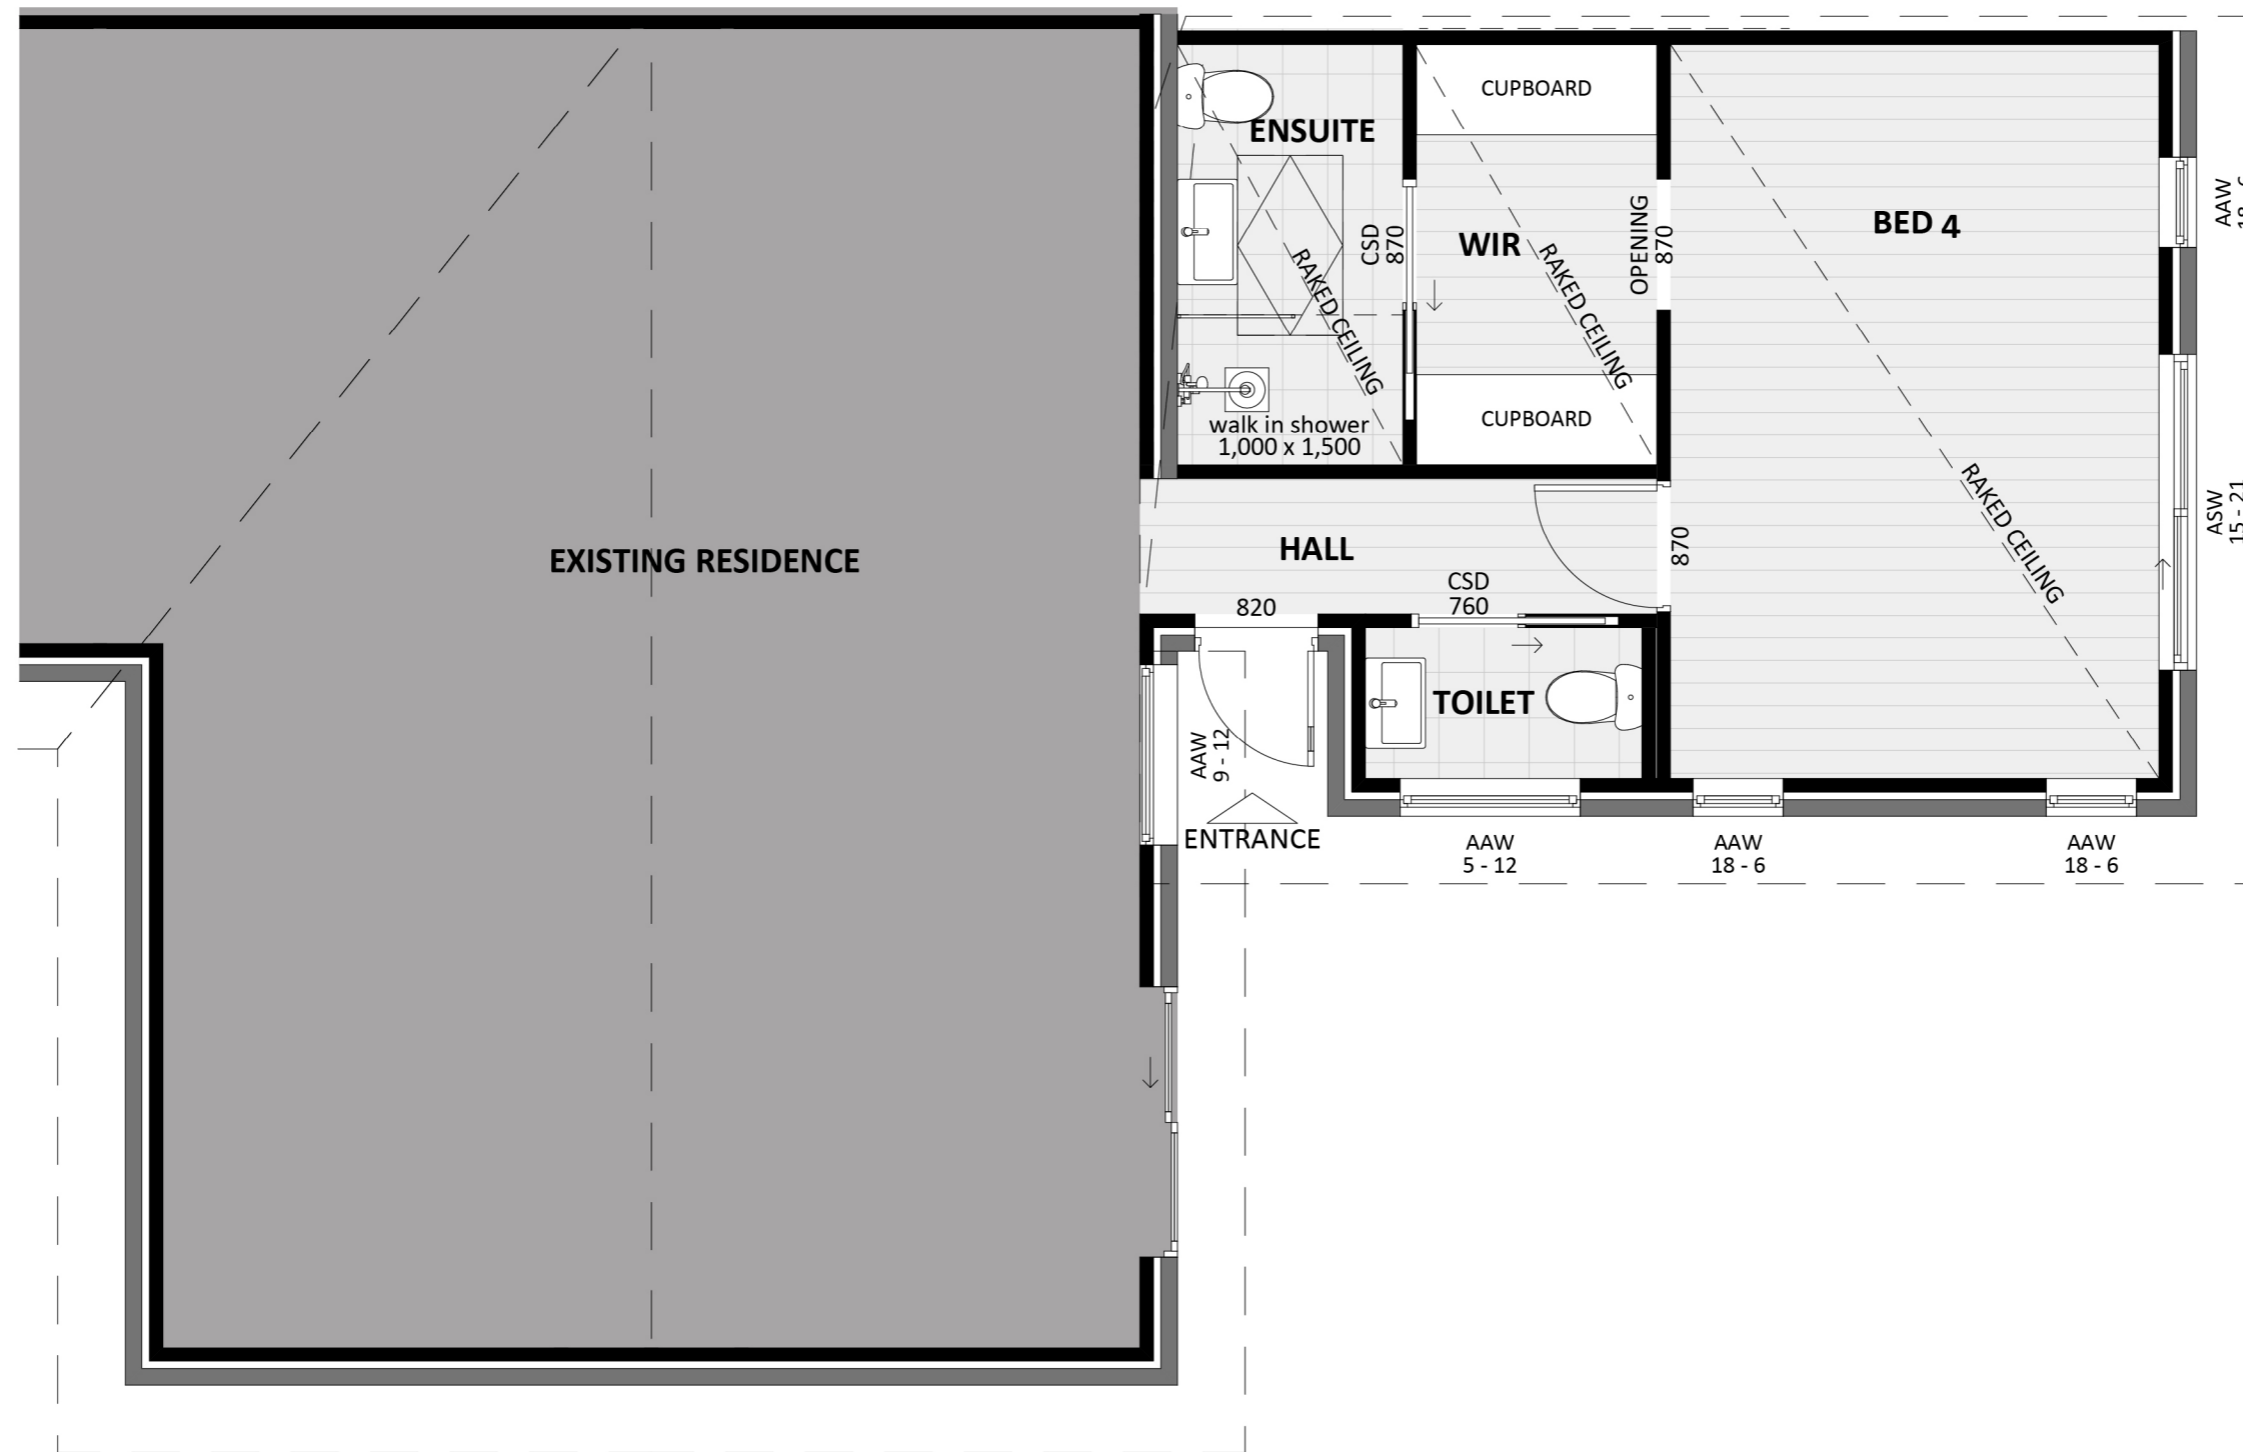 CUPBOARD
ENSUITE
AAW
BED 4
OPENING
870
CSD
870
WIR
RAKED CEILING
RAKED CEILING
CUPBOARD
walk in shower
1,000 x 1,500
RAKED CEILING
ASW
15 - 21
EXISTING RESIDENCE
HALL
870
CSD
760
820
TOILET
AAW
9 - 12
ENTRANCE
AAW
5 - 12
AAW
18 - 6
AAW
18 - 6